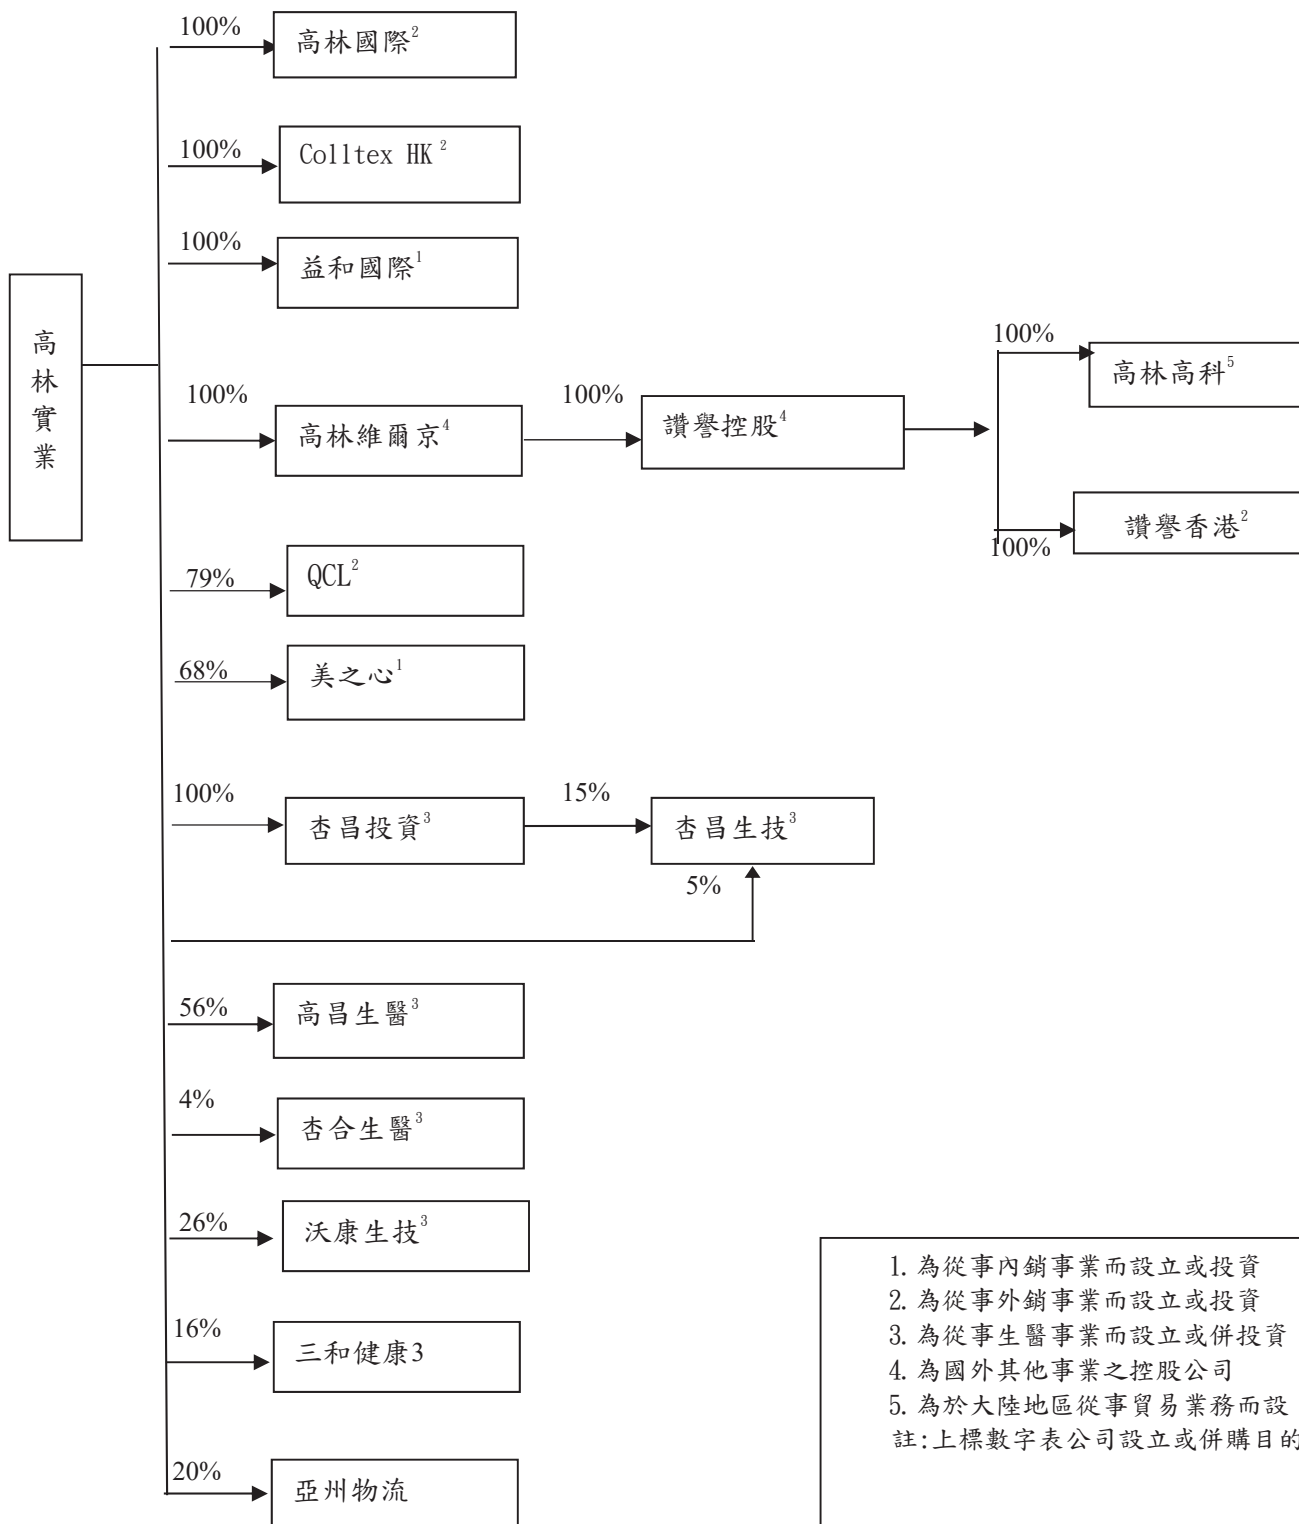 100%
高林國際²
100%
Colltex HK ²
100%
益和國際¹
高林實業
100%
高林維爾京⁴
100%
讚譽控股⁴
100%
高林高科⁵
100%
讚譽香港²
79%
QCL²
68%
美之心¹
100%
杏昌投資³
15%
杏昌生技³
5%
56%
高昌生醫³
4%
杏合生醫³
26%
沃康生技³
16%
三和健康3
20%
亞州物流
1. 為從事內銷事業而設立或投資
2. 為從事外銷事業而設立或投資
3. 為從事生醫事業而設立或併投資
4. 為國外其他事業之控股公司
5. 為於大陸地區從事貿易業務而設
註:上標數字表公司設立或併購目的